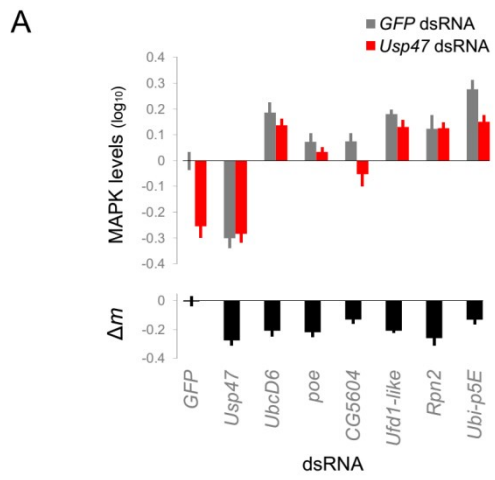 A
GFP dsRNA
Usp47 dsRNA
MAPK levels (log10)
0.4
0.3
0.2
0.1
0
-0.1
-0.2
-0.3
-0.4
Δm
0
-0.2
-0.4
GFP
Usp47
UbcD6
poe
CG5604
Ufd1-like
Rpn2
Ubi-p5E
dsRNA